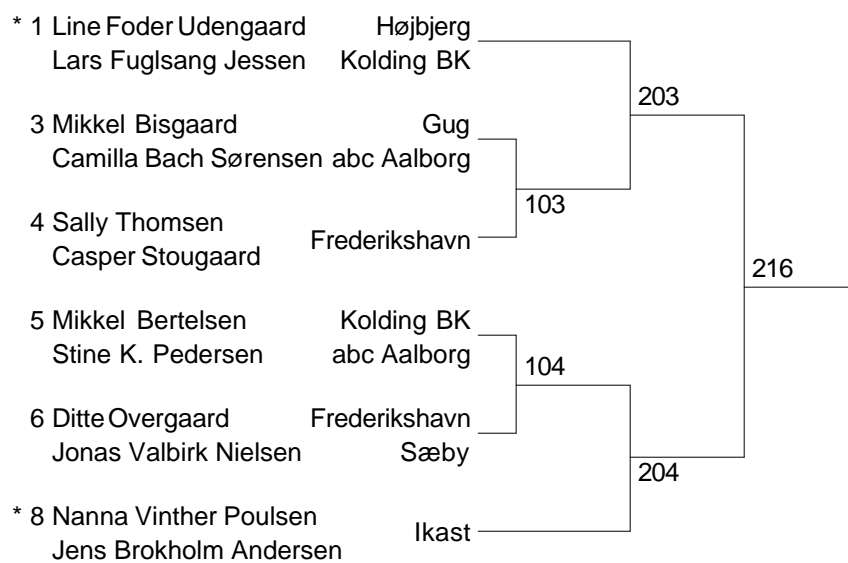 * 1 Line Foder Udengaard Højbjerg
Lars Fuglsang Jessen Kolding BK
203
3 Mikkel Bisgaard Gug
Camilla Bach Sørensen abc Aalborg
103
4 Sally Thomsen
Frederikshavn
Casper Stougaard
216
5 Mikkel Bertelsen Kolding BK
Stine K. Pedersen abc Aalborg
104
6 Ditte Overgaard Frederikshavn
Jonas Valbirk Nielsen Sæby
204
* 8 Nanna Vinther Poulsen
Ikast
Jens Brokholm Andersen